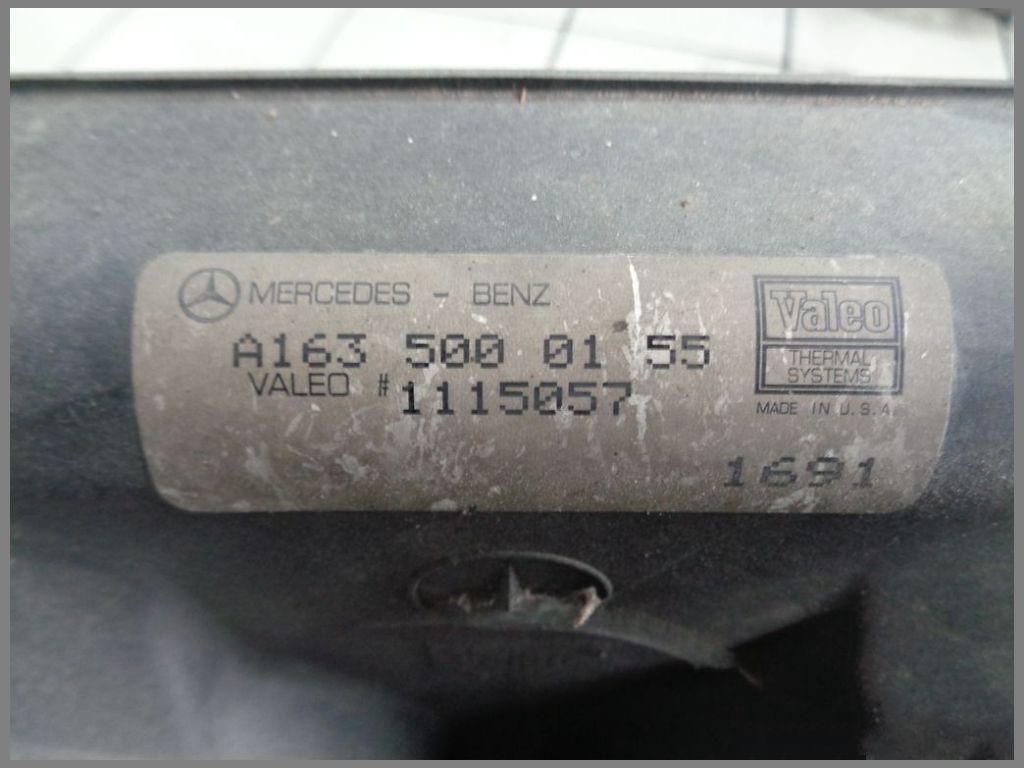 MERCEDES - BENZ
A163 500 01 55
VALEO # 1115057
Valeo
THERMAL
SYSTEMS
MADE IN U.S.A.
1691